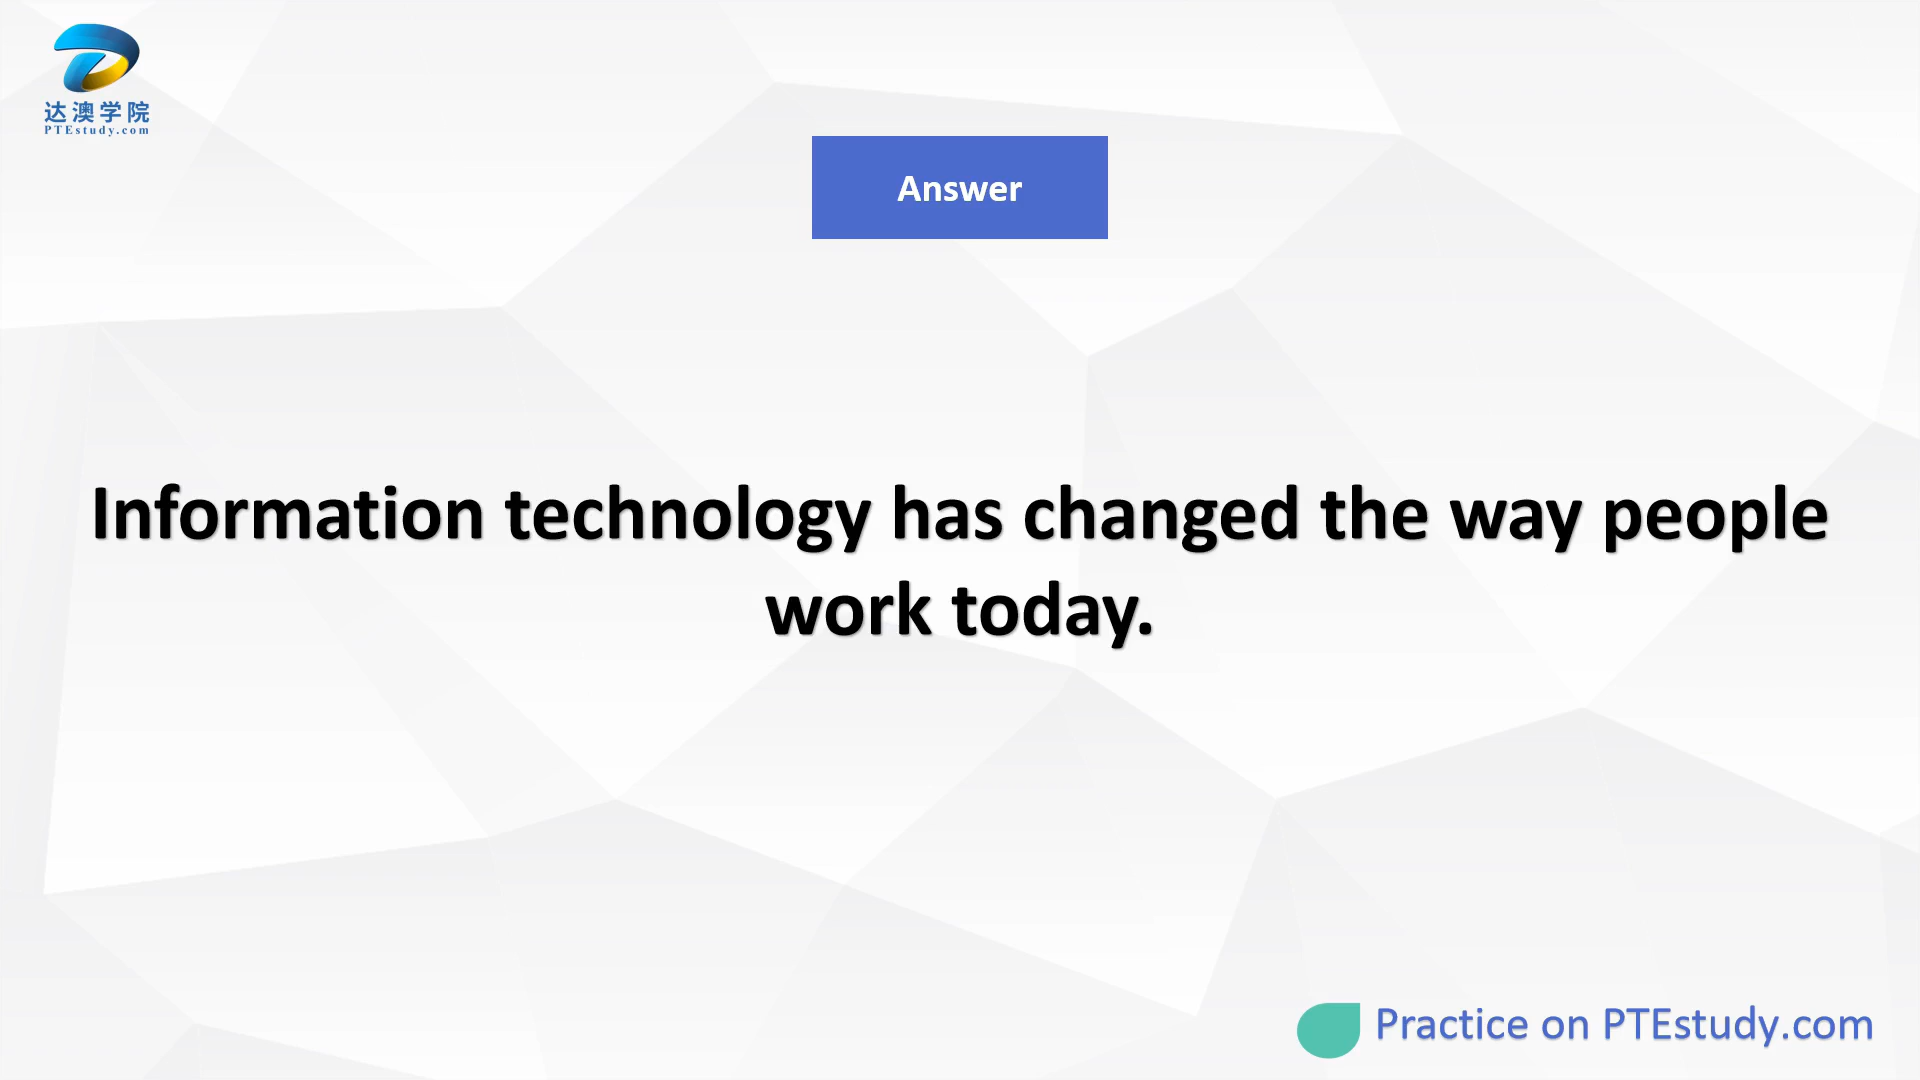 达澳学院
PTEstudy.com
Answer
Information technology has changed the way people
work today.
Practice on PTEstudy.com